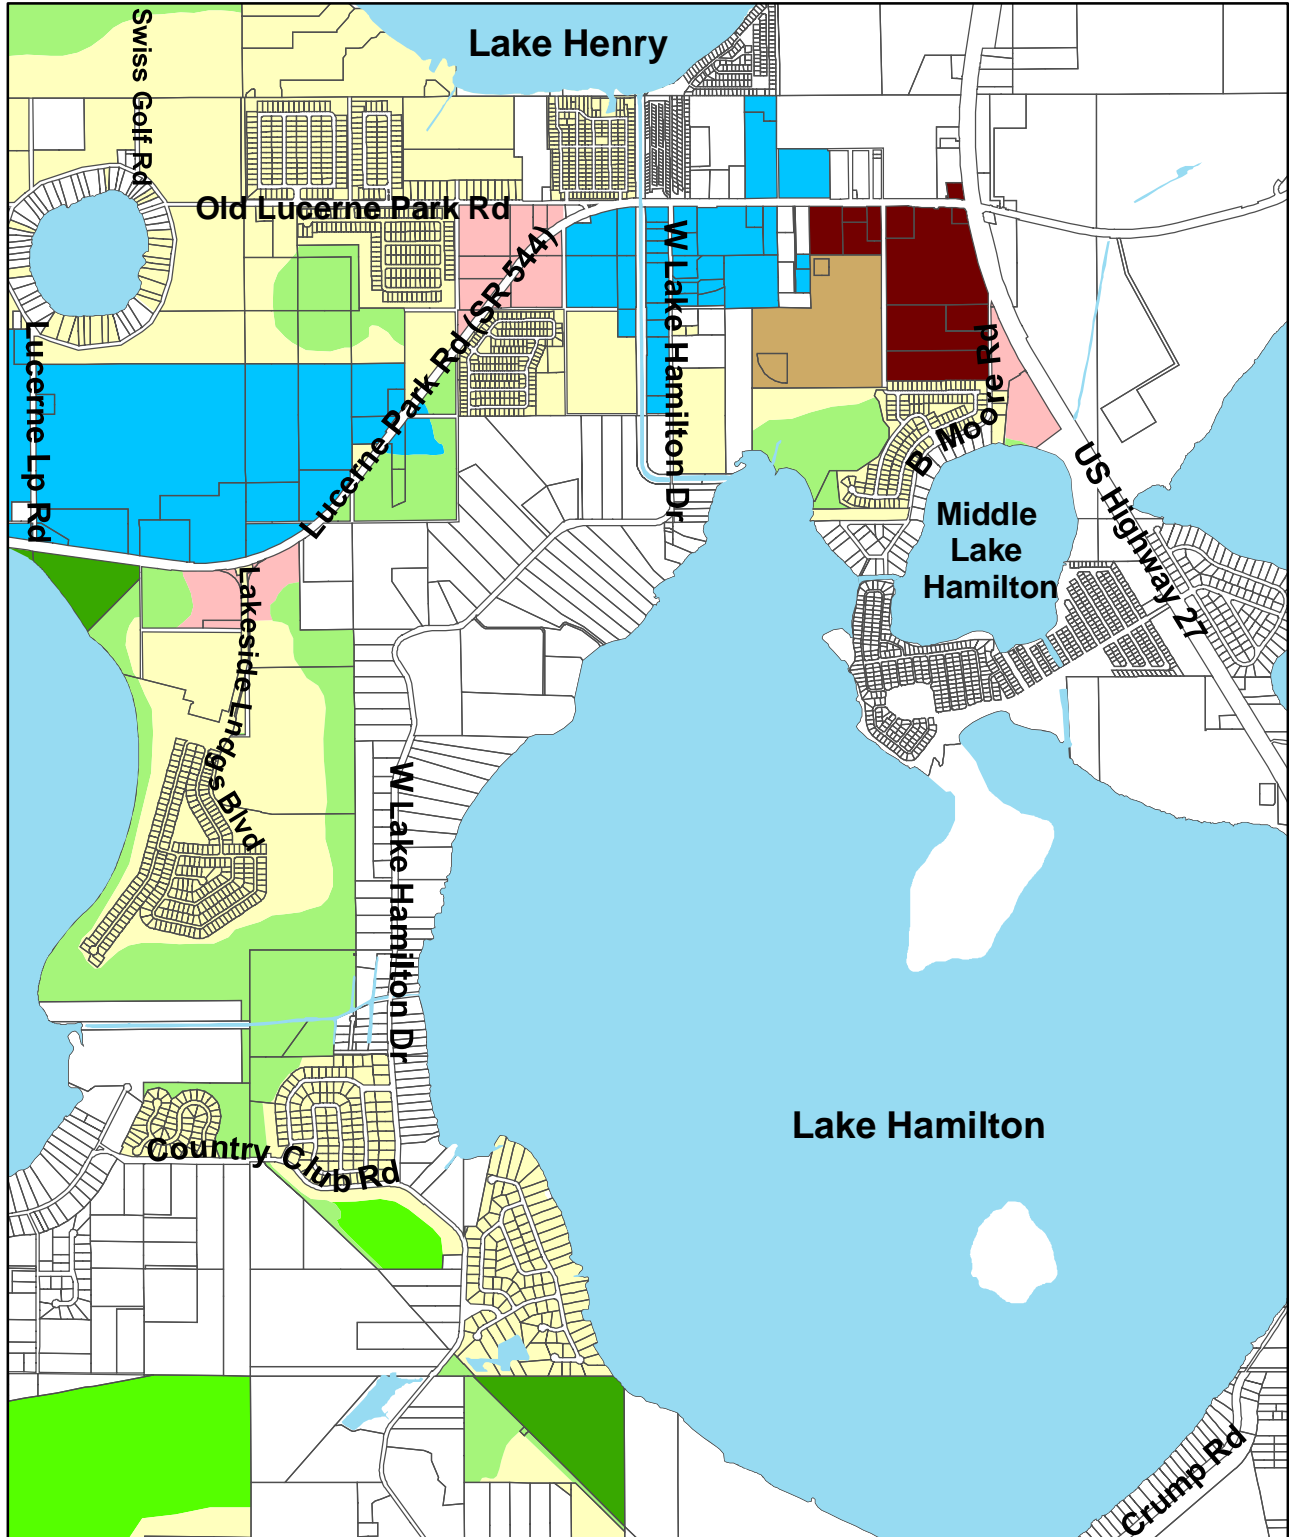 Swiss Golf Rd
Lake Henry
Old Lucerne Park Rd
Lucerne Park Rd (SR 544)
W Lake Hamilton Dr
Lucerne Lp Rd
B Moore Rd
US Highway 27
Middle
Lake
Hamilton
Lakeside Lndgs Blvd
W Lake Hamilton Dr
Lake Hamilton
Country Club Rd
Crump Rd